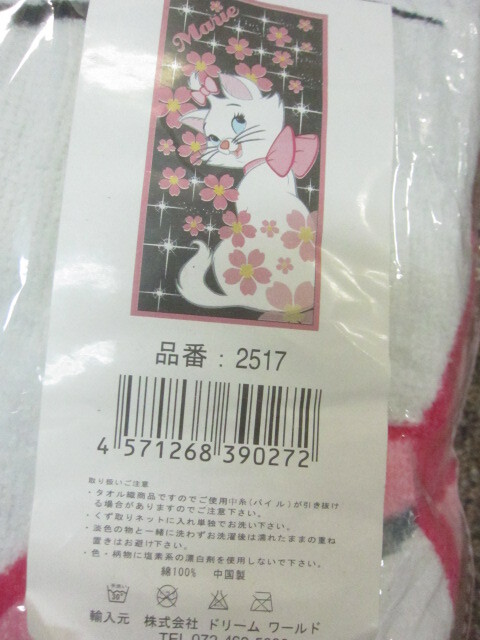 Marie
品番：2517
4 571268 390272
取り扱いご注意
・タオル織商品ですのでご使用中糸(パイル)が引き抜け
る場合がありますのでご注意下さい。
・くず取りネットに入れ単独でお洗い下さい。
・淡色の物と一緒に洗わずお洗濯後は濡れたままの重ね
置きはお避け下さい。
・色・柄物に塩素系の漂白剤を使用しないで下さい。
綿100% 中国製
輸入元 株式会社 ドリーム ワールド